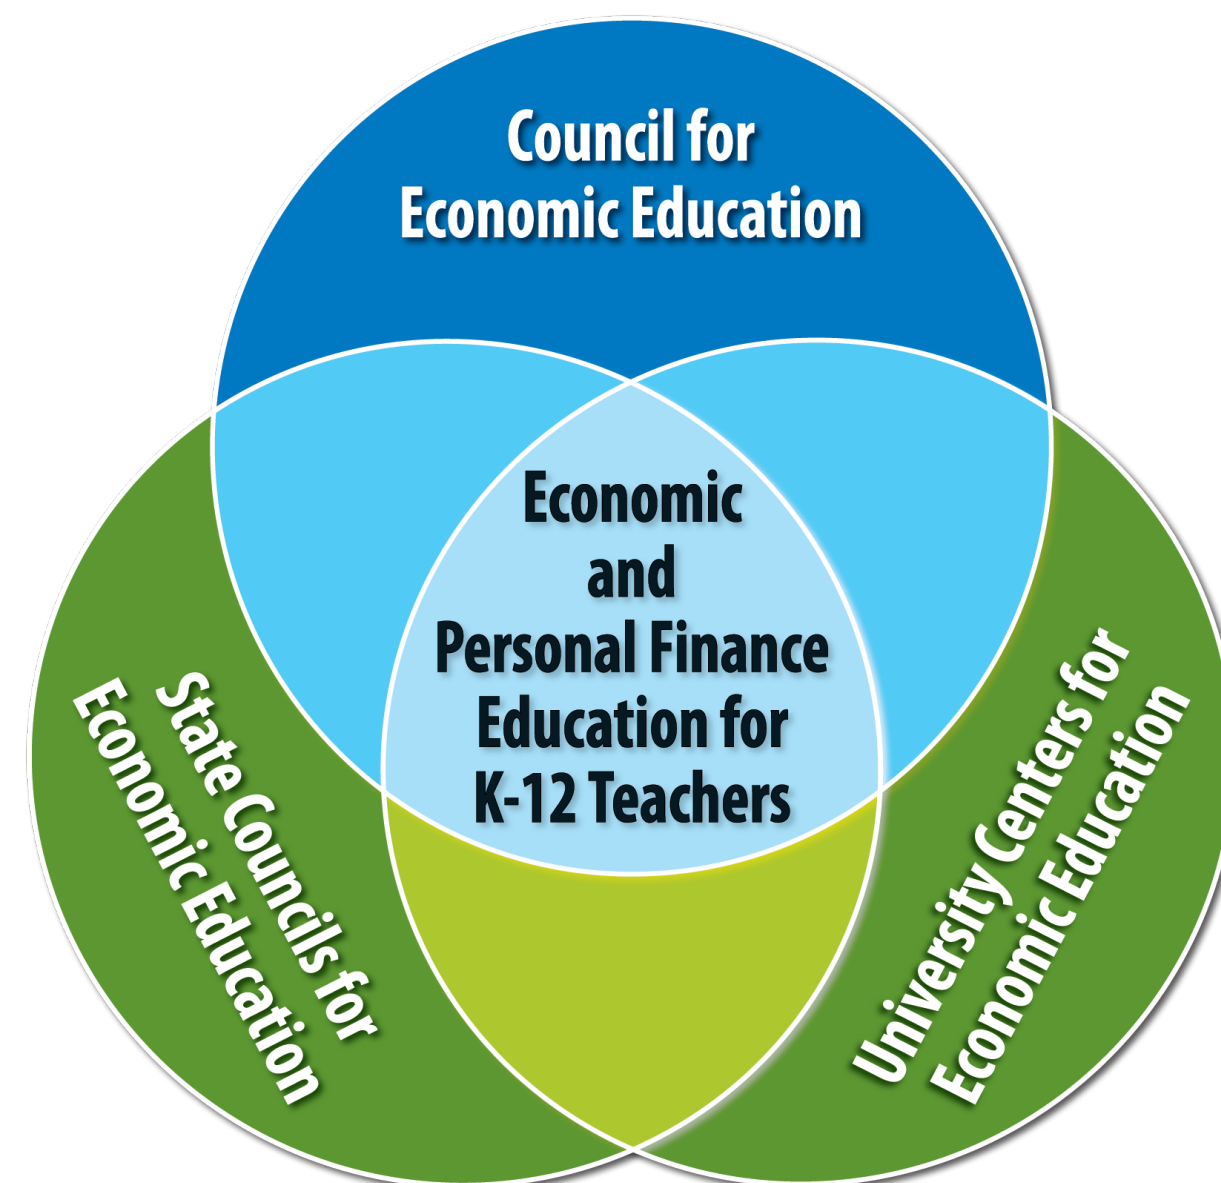 Council for
Economic Education
Economic
and
Personal Finance
Education for
K-12 Teachers
State Councils for
Economic Education
University Centers for
Economic Education